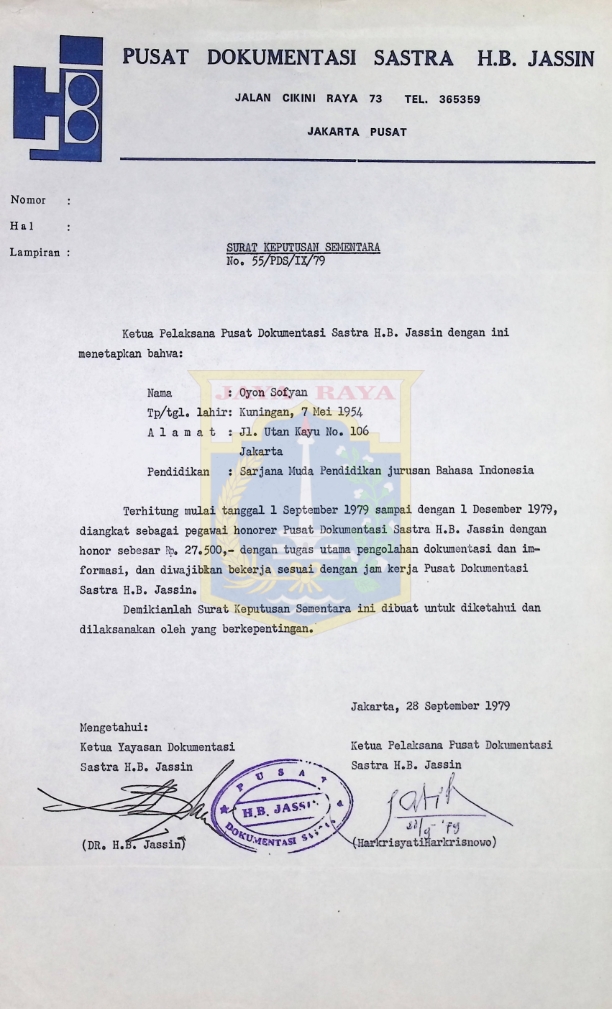 PUSAT DOKUMENTASI SASTRA H.B. JASSIN
JALAN CIKINI RAYA 73 TEL. 365359
JAKARTA PUSAT
Nomor :
Hal :
Lampiran :
SURAT KEPUTUSAN SEMENTARA
No. 55/PDS/IX/79
Ketua Pelaksana Pusat Dokumentasi Sastra H.B. Jassin dengan ini
menetapkan bahwa:
JAYA RAYA
Nama : Oyon Sofyan
Tp/tgl. lahir: Kuningan, 7 Mei 1954
A l a m a t : Jl. Utan Kayu No. 106
Jakarta
Pendidikan : Sarjana Muda Pendidikan jurusan Bahasa Indonesia
Terhitung mulai tanggal 1 September 1979 sampai dengan 1 Desember 1979,
diangkat sebagai pegawai honorer Pusat Dokumentasi Sastra H.B. Jassin dengan
honor sebesar Rp. 27.500,- dengan tugas utama pengolahan dokumentasi dan im-
formasi, dan diwajibkan bekerja sesuai dengan jam kerja Pusat Dokumentasi
Sastra H.B. Jassin.
Demikianlah Surat Keputusan Sementara ini dibuat untuk diketahui dan
dilaksanakan oleh yang berkepentingan.
Jakarta, 28 September 1979
Mengetahui:
Ketua Yayasan Dokumentasi
Sastra H.B. Jassin
Ketua Pelaksana Pusat Dokumentasi
Sastra H.B. Jassin
PUSAT
H.B. JASSIN
DOKUMENTASI SASTRA
(DR. H.B. Jassin)
(HarkrisyatiHarkrisnowo)